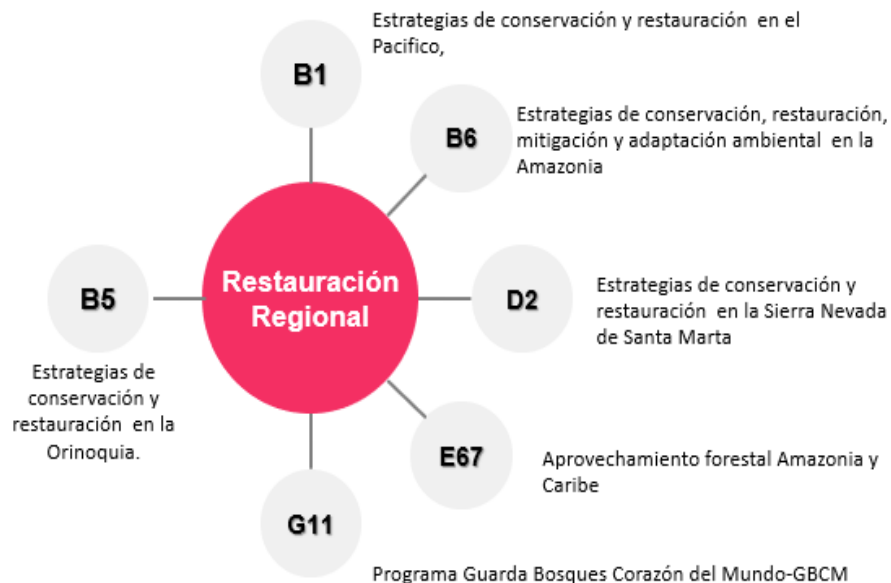 Estrategias de conservación y restauración en el
Pacifico,
B1
Estrategias de conservación, restauración,
mitigación y adaptación ambiental en la
Amazonia
B6
Restauración
Regional
B5
Estrategias de
conservación y
restauración en la
Orinoquia.
D2
Estrategias de conservación y
restauración en la Sierra Nevada
de Santa Marta
E67
Aprovechamiento forestal Amazonia y
Caribe
G11
Programa Guarda Bosques Corazón del Mundo-GBCM